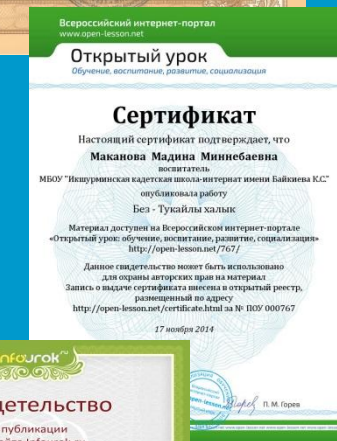 Всероссийский интернет-портал
www.open-lesson.net
Открытый урок
Обучение, воспитание, развитие, социализация
Сертификат
Настоящий сертификат подтверждает, что
Маканова Мадина Миннебаевна
воспитатель
МБОУ "Икшурминская кадетская школа-интернат имени Байкиева К.С."
опубликовала работу
Без - Тукайлы халык
Материал доступен на Всероссийском интернет-портале
«Открытый урок: обучение, воспитание, развитие, социализация»
http://open-lesson.net/767/
Данное свидетельство может быть использовано
для охраны авторских прав на материал
Запись о выдаче сертификата внесена в открытый реестр,
размещенный по адресу
http://open-lesson.net/certificate.html за № ПОУ 000767
17 ноября 2014
П. М. Горев
infourok
детельство
публикации